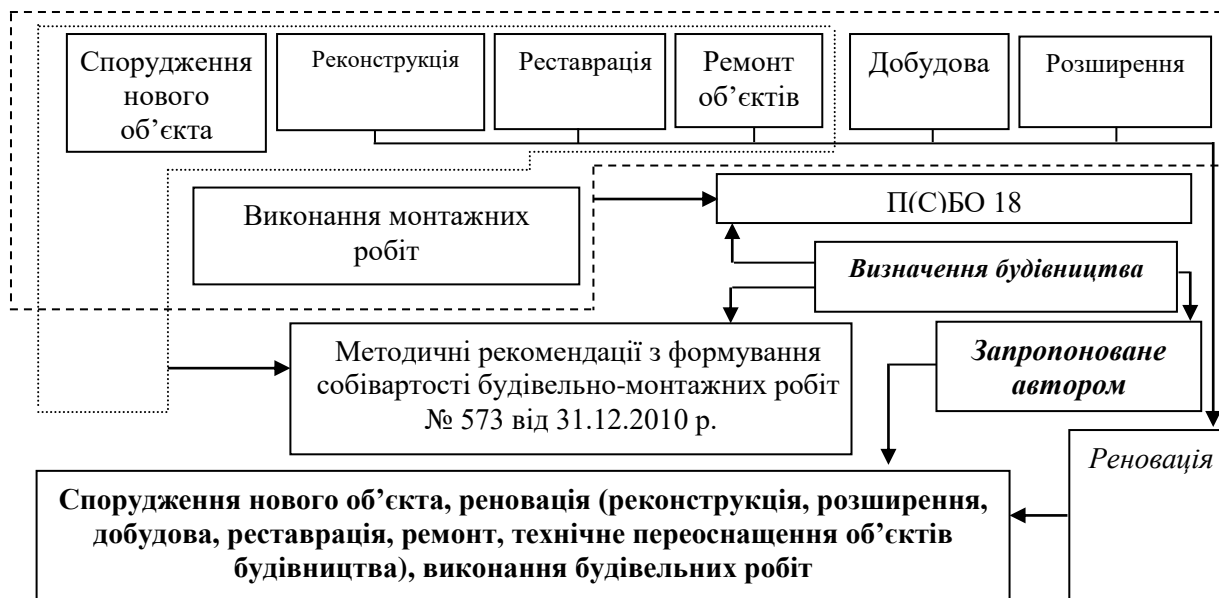 Спорудження
нового
об’єкта
Реконструкція
Реставрація
Ремонт
об’єктів
Добудова
Розширення
Виконання монтажних
робіт
П(С)БО 18
Визначення будівництва
Методичні рекомендації з формування
собівартості будівельно-монтажних робіт
№ 573 від 31.12.2010 р.
Запропоноване
автором
Реновація
Спорудження нового об’єкта, реновація (реконструкція, розширення,
добудова, реставрація, ремонт, технічне переоснащення об’єктів
будівництва), виконання будівельних робіт